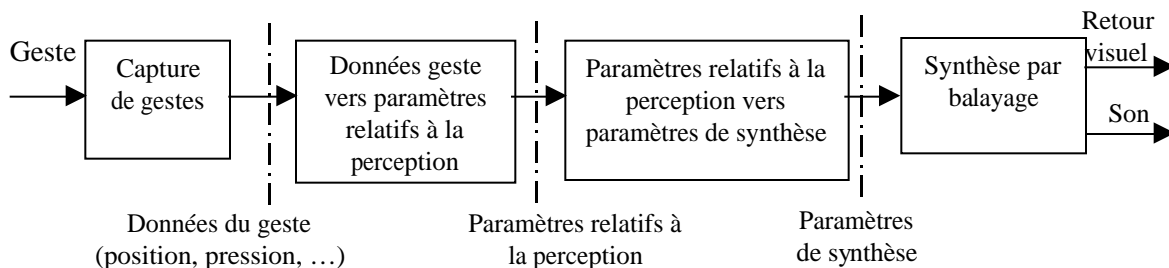 Geste
Capture
de gestes
Données geste
vers paramètres
relatifs à la
perception
Paramètres relatifs à la
perception vers
paramètres de synthèse
Synthèse par
balayage
Retour
visuel
Son
Données du geste
(position, pression, …)
Paramètres relatifs à
la perception
Paramètres
de synthèse